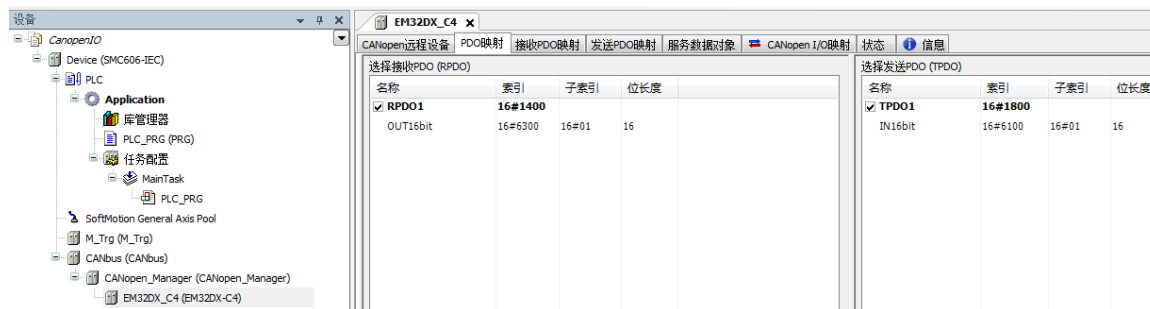 设备
CanopenIO
Device (SMC606-IEC)
PLC
Application
库管理器
PLC_PRG (PRG)
任务配置
MainTask
PLC_PRG
SoftMotion General Axis Pool
M_Trg (M_Trg)
CANbus (CANbus)
CANopen_Manager (CANopen_Manager)
EM32DX_C4 (EM32DX-C4)
EM32DX_C4
CANopen远程设备 PDO映射 接收PDO映射 发送PDO映射 服务数据对象 CANopen I/O映射 状态 信息
选择接收PDO (RPDO)
名称 索引 子索引 位长度
RPDO1 16#1400
OUT16bit 16#6300 16#01 16
选择发送PDO (TPDO)
名称 索引 子索引 位长度
TPDO1 16#1800
IN16bit 16#6100 16#01 16